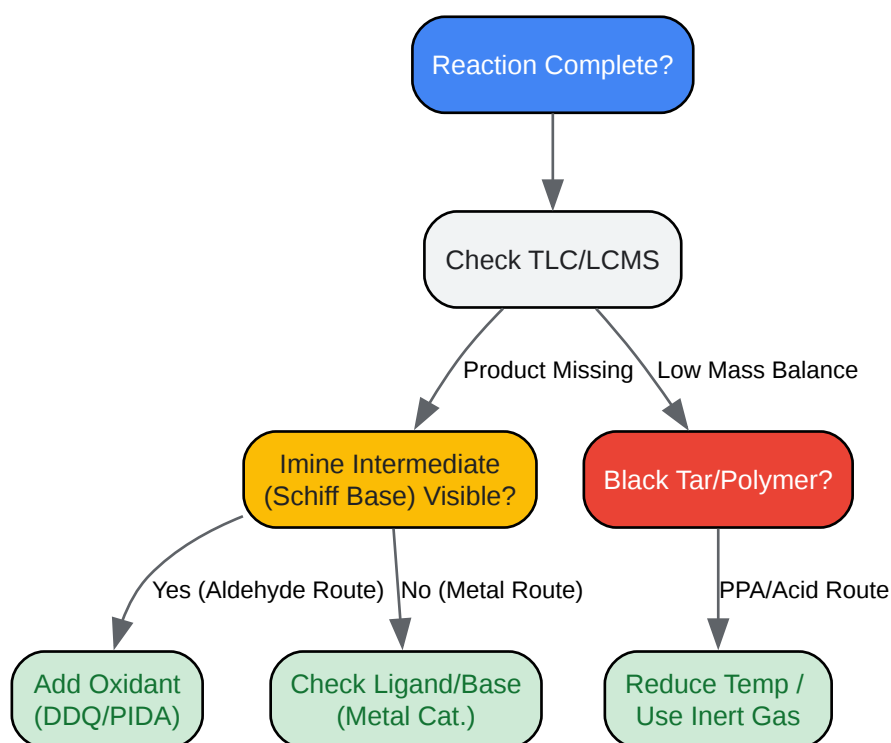 Reaction Complete?
Check TLC/LCMS
Product Missing
Low Mass Balance
Imine Intermediate
(Schiff Base) Visible?
Black Tar/Polymer?
Yes (Aldehyde Route)
No (Metal Route)
PPA/Acid Route
Add Oxidant
(DDQ/PIDA)
Check Ligand/Base
(Metal Cat.)
Reduce Temp /
Use Inert Gas